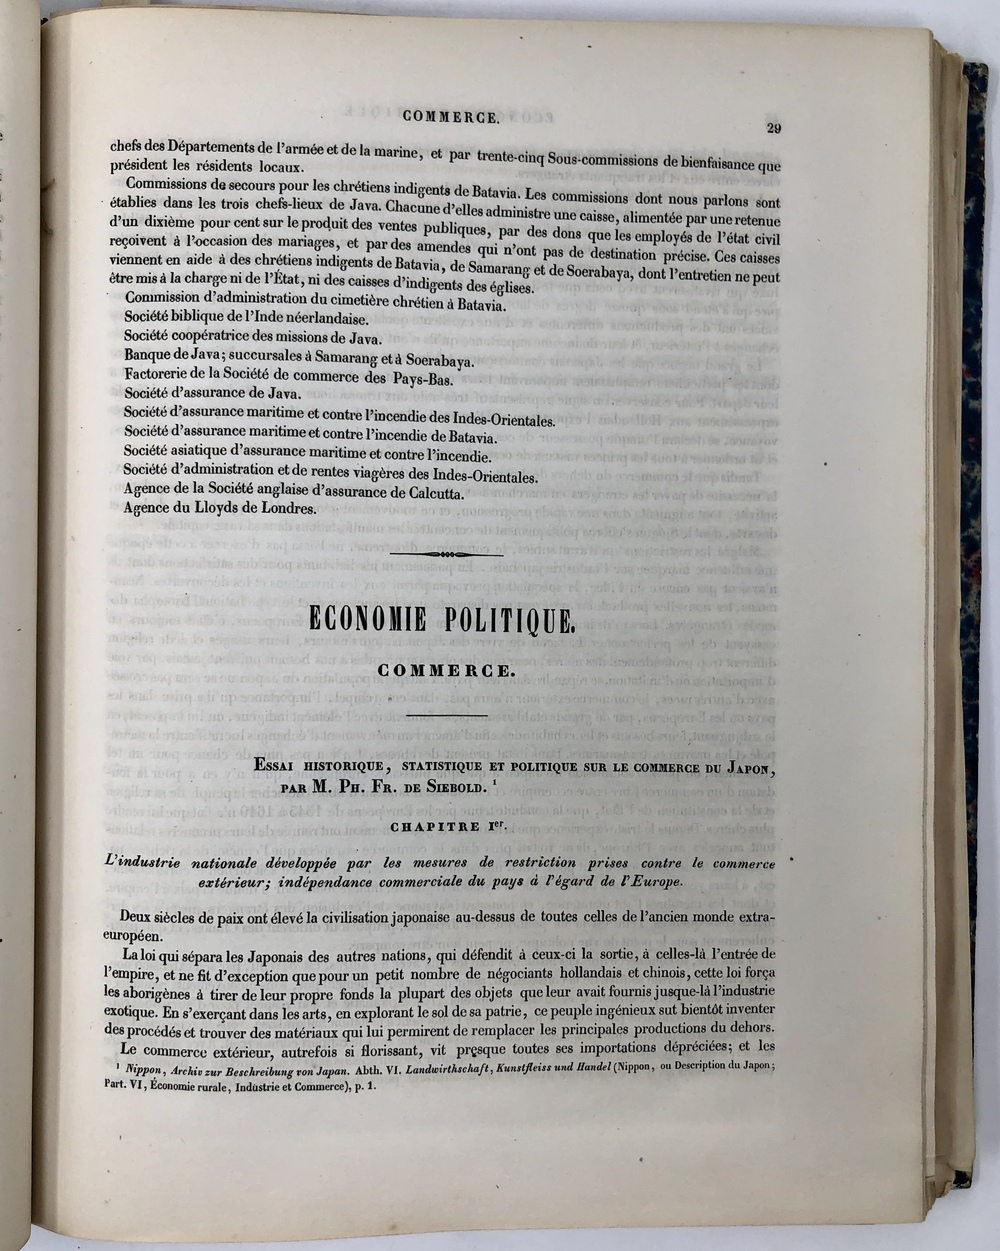 COMMERCE.
29
chefs des Départements de l'armée et de la marine, et par trente-cinq Sous-commissions de bienfaisance que
président les résidents locaux.
Commissions de secours pour les chrétiens indigents de Batavia. Les commissions dont nous parlons sont
établies dans les trois chefs-lieux de Java. Chacune d'elles administre une caisse, alimentée par une retenue
d'un dixième pour cent sur le produit des ventes publiques, par des dons que les employés de l'état civil
reçoivent à l'occasion des mariages, et par des amendes qui n'ont pas de destination précise. Ces caisses
viennent en aide à des chrétiens indigents de Batavia, de Samarang et de Soerabaya, dont l'entretien ne peut
être mis à la charge ni de l'État, ni des caisses d'indigents des églises.
Commission d'administration du cimetière chrétien à Batavia.
Société biblique de l'Inde néerlandaise.
Société coopératrice des missions de Java.
Banque de Java; succursales à Samarang et à Soerabaya.
Factorerie de la Société de commerce des Pays-Bas.
Société d'assurance de Java.
Société d'assurance maritime et contre l'incendie des Indes-Orientales.
Société d'assurance maritime et contre l'incendie de Batavia.
Société asiatique d'assurance maritime et contre l'incendie.
Société d'administration et de rentes viagères des Indes-Orientales.
Agence de la Société anglaise d'assurance de Calcutta.
Agence du Lloyds de Londres.
ECONOMIE POLITIQUE.
COMMERCE.
ESSAI HISTORIQUE, STATISTIQUE ET POLITIQUE SUR LE COMMERCE DU JAPON,
PAR M. PH. FR. DE SIEBOLD. ¹
CHAPITRE Iᵉʳ.
L'industrie nationale développée par les mesures de restriction prises contre le commerce
extérieur; indépendance commerciale du pays à l'égard de l'Europe.
Deux siècles de paix ont élevé la civilisation japonaise au-dessus de toutes celles de l'ancien monde extra-
européen.
La loi qui sépara les Japonais des autres nations, qui défendit à ceux-ci la sortie, à celles-là l'entrée de
l'empire, et ne fit d'exception que pour un petit nombre de négociants hollandais et chinois, cette loi força
les aborigènes à tirer de leur propre fonds la plupart des objets que leur avait fournis jusque-là l'industrie
exotique. En s'exerçant dans les arts, en explorant le sol de sa patrie, ce peuple ingénieux sut bientôt inventer
des procédés et trouver des matériaux qui lui permirent de remplacer les principales productions du dehors.
Le commerce extérieur, autrefois si florissant, vit presque toutes ses importations dépréciées; et les
¹ Nippon, Archiv zur Beschreibung von Japan. Abth. VI. Landwirthschaft, Kunstfleiss und Handel (Nippon, ou Description du Japon;
Part. VI, Économie rurale, Industrie et Commerce), p. 1.